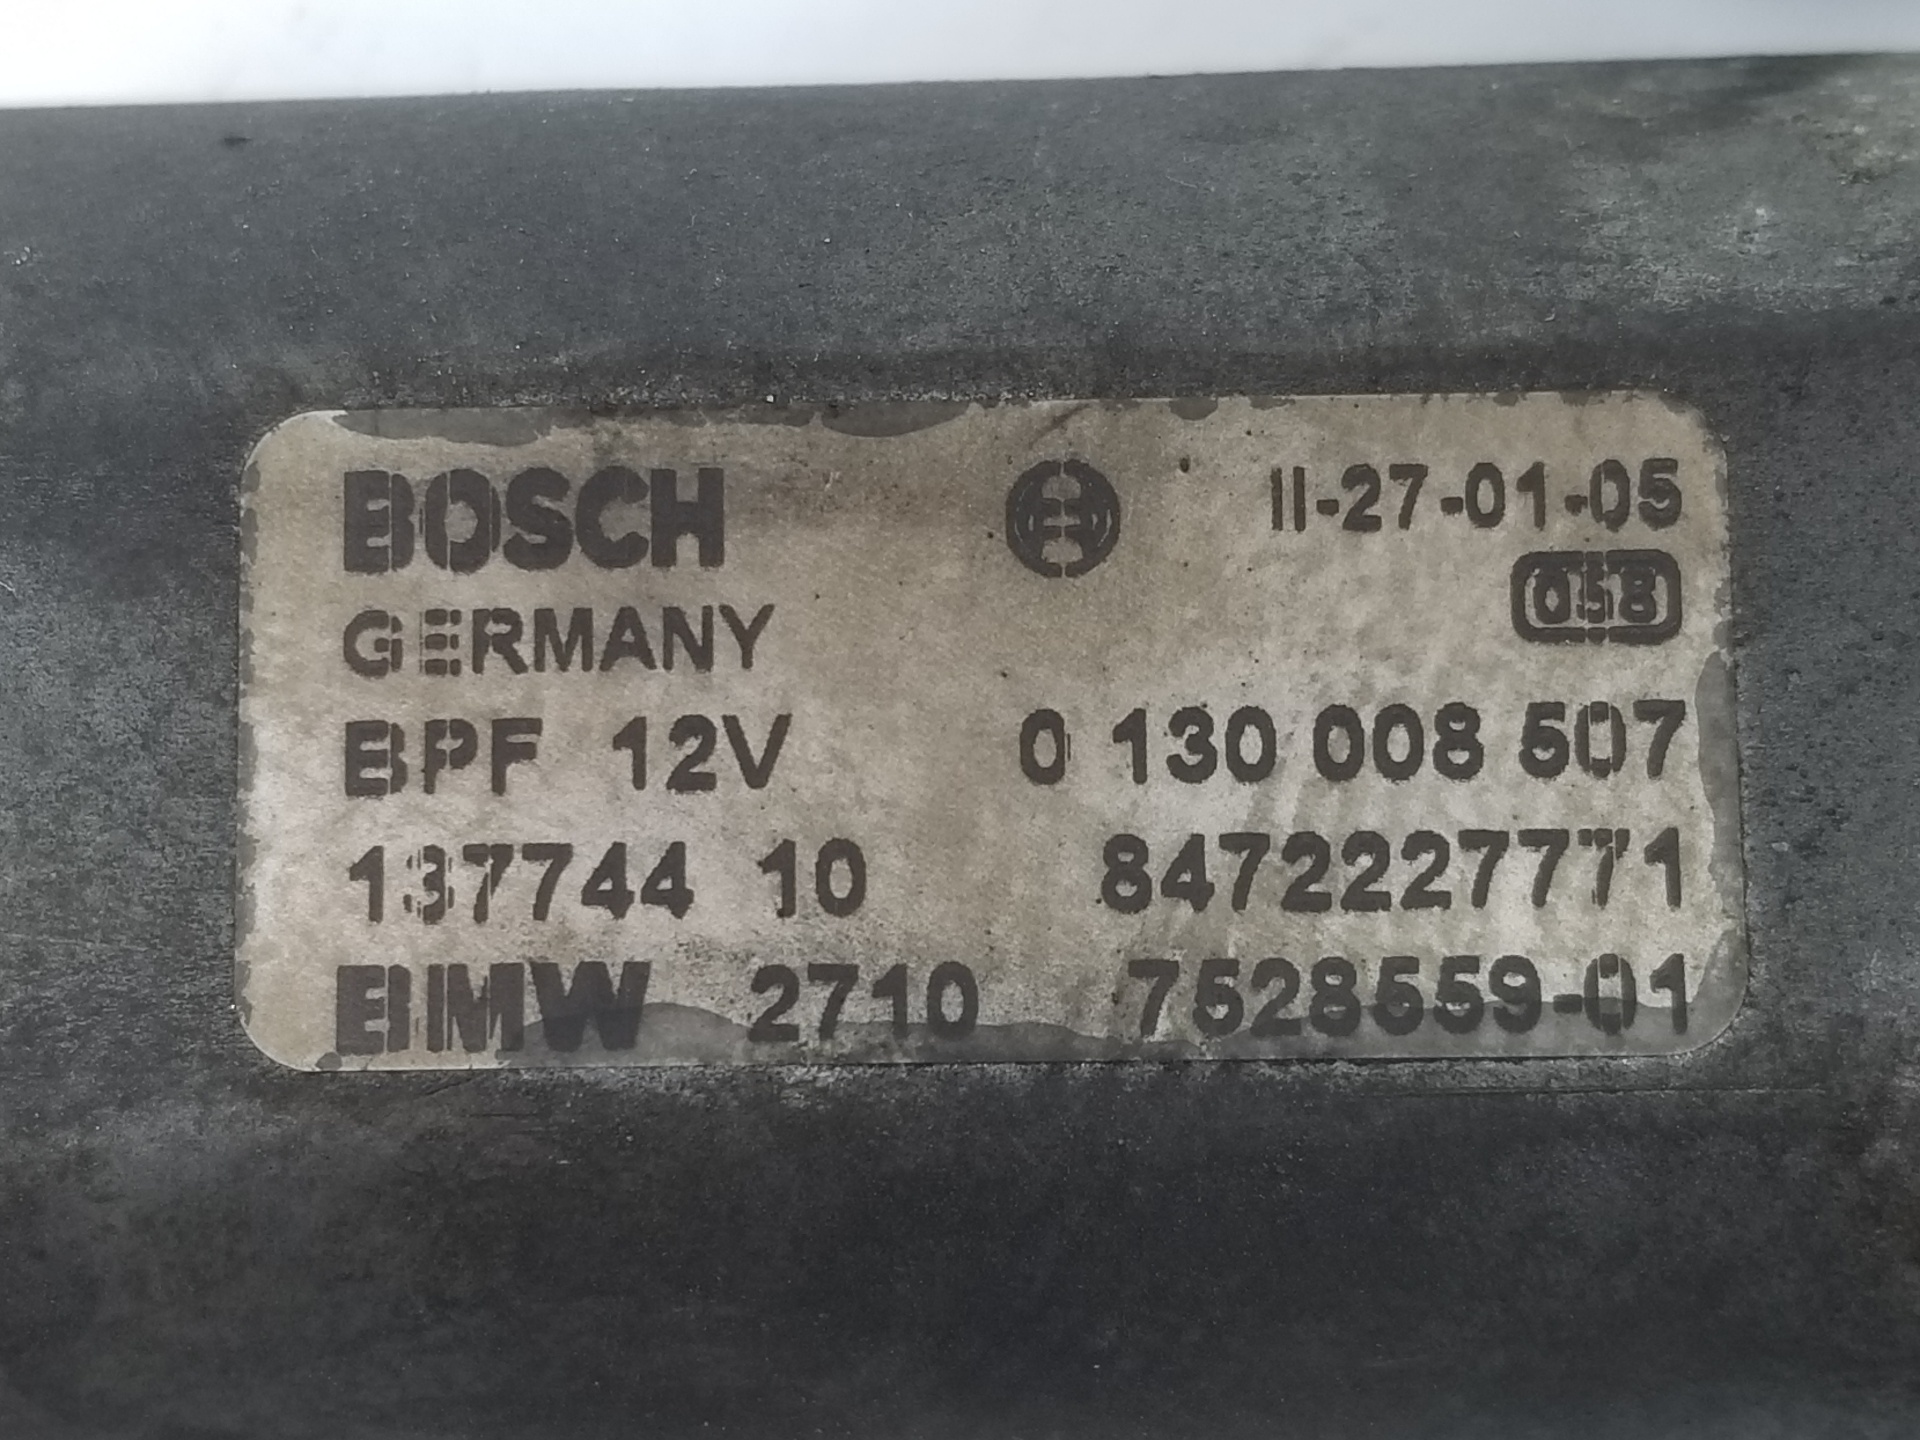 BOSCH II-27-01-05
GERMANY 058
BPF 12V 0 130 008 507
137744 10 8472227771
BMW 2710 7528559-01